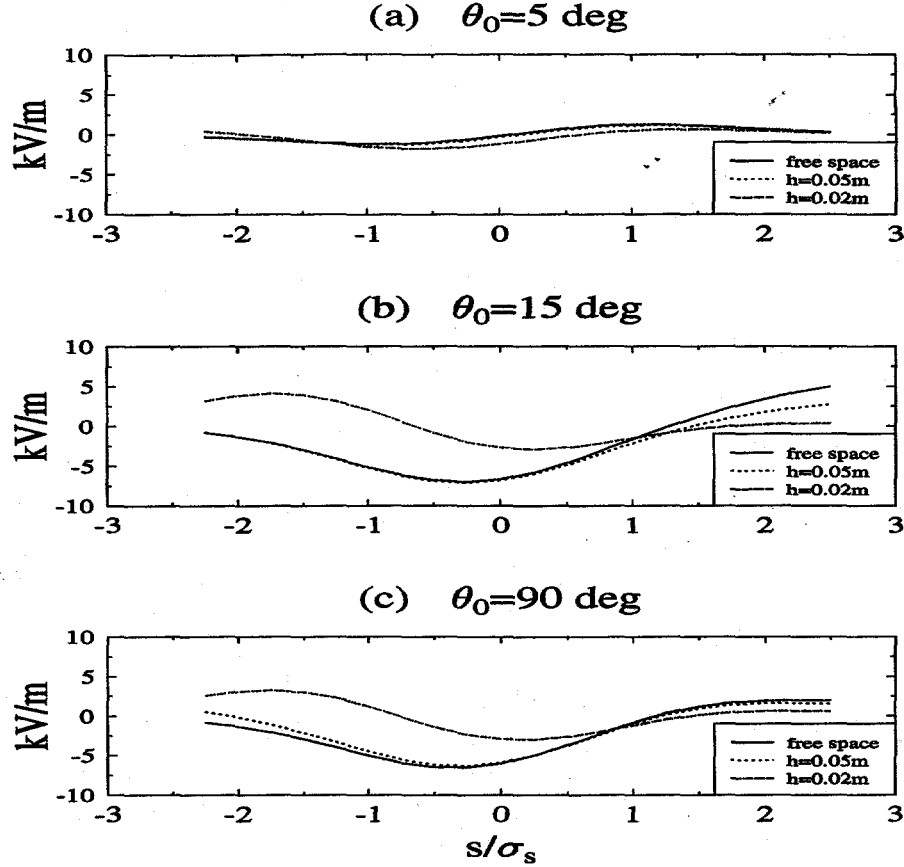 (a) θ₀=5 deg
10
5
0
-5
-10
kV/m
free space
h=0.05m
h=0.02m
-3 -2 -1 0 1 2 3
(b) θ₀=15 deg
10
5
0
-5
-10
kV/m
free space
h=0.05m
h=0.02m
-3 -2 -1 0 1 2 3
(c) θ₀=90 deg
10
5
0
-5
-10
kV/m
free space
h=0.05m
h=0.02m
-3 -2 -1 0 1 2 3
s/σₛ